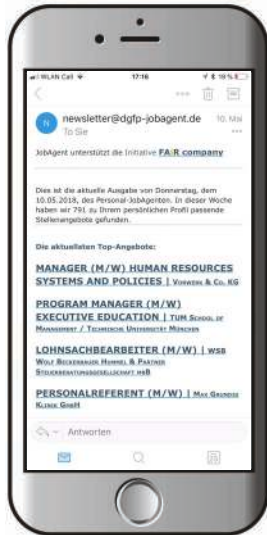 WLAN Call 17:16 19 %
N newsletter@dgfp-jobagent.de 10. Mai
To Sie
JobAgent unterstützt die Initiative FAIR company
Dies ist die aktuelle Ausgabe von Donnerstag, dem
10.05.2018, des Personal-JobAgenten. In dieser Woche
haben wir 791 zu Ihrem persönlichen Profil passende
Stellenangebote gefunden.
Die aktuellsten Top-Angebote:
MANAGER (M/W) HUMAN RESOURCES
SYSTEMS AND POLICIES | Vorwerk & Co. KG
PROGRAM MANAGER (M/W)
EXECUTIVE EDUCATION | TUM School of
Management / Technische Universität München
LOHNSACHBEARBEITER (M/W) | WSB
Wolf Beckerbauer Hummel & Partner
Steuerberatungsgesellschaft mbB
PERSONALREFERENT (M/W) | Max Grundig
Klinik GmbH
Antworten